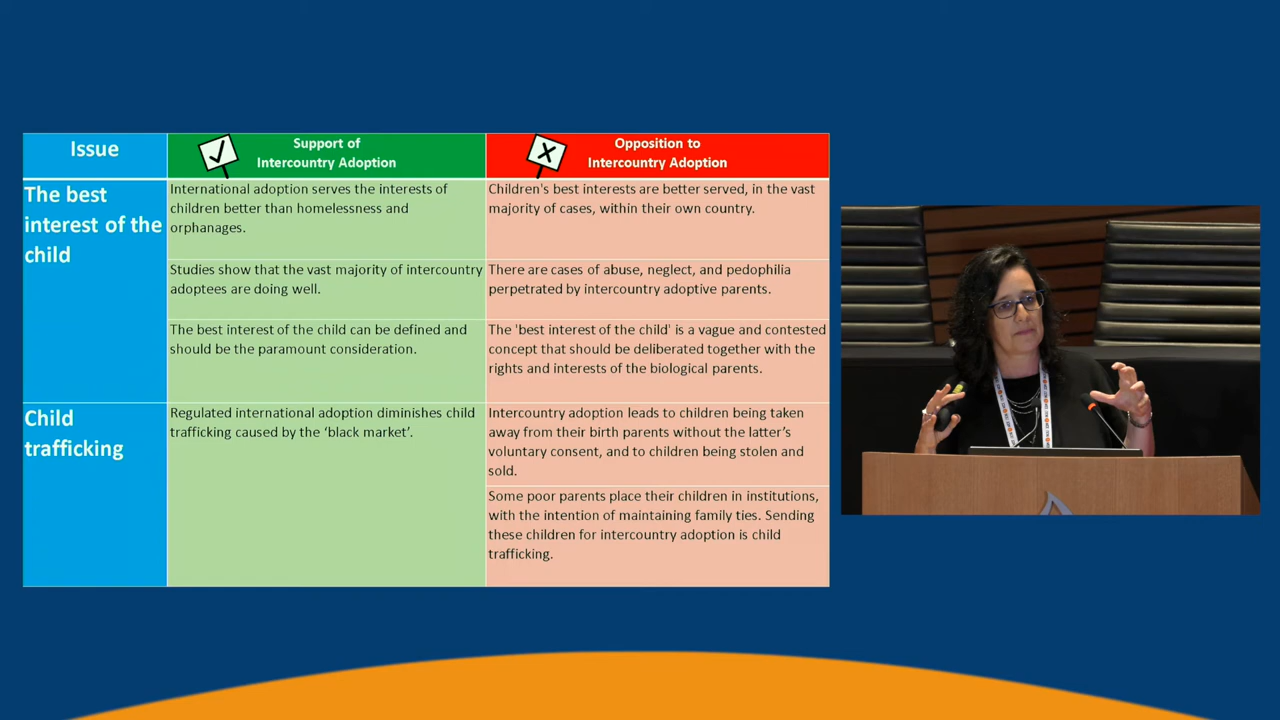 Issue
Support of
Intercountry Adoption
Opposition to
Intercountry Adoption
The best
interest of the
child
International adoption serves the interests of
children better than homelessness and
orphanages.
Children's best interests are better served, in the vast
majority of cases, within their own country.
Studies show that the vast majority of intercountry
adoptees are doing well.
There are cases of abuse, neglect, and pedophilia
perpetrated by intercountry adoptive parents.
The best interest of the child can be defined and
should be the paramount consideration.
The 'best interest of the child' is a vague and contested
concept that should be deliberated together with the
rights and interests of the biological parents.
Child
trafficking
Regulated international adoption diminishes child
trafficking caused by the ‘black market’.
Intercountry adoption leads to children being taken
away from their birth parents without the latter’s
voluntary consent, and to children being stolen and
sold.
Some poor parents place their children in institutions,
with the intention of maintaining family ties. Sending
these children for intercountry adoption is child
trafficking.